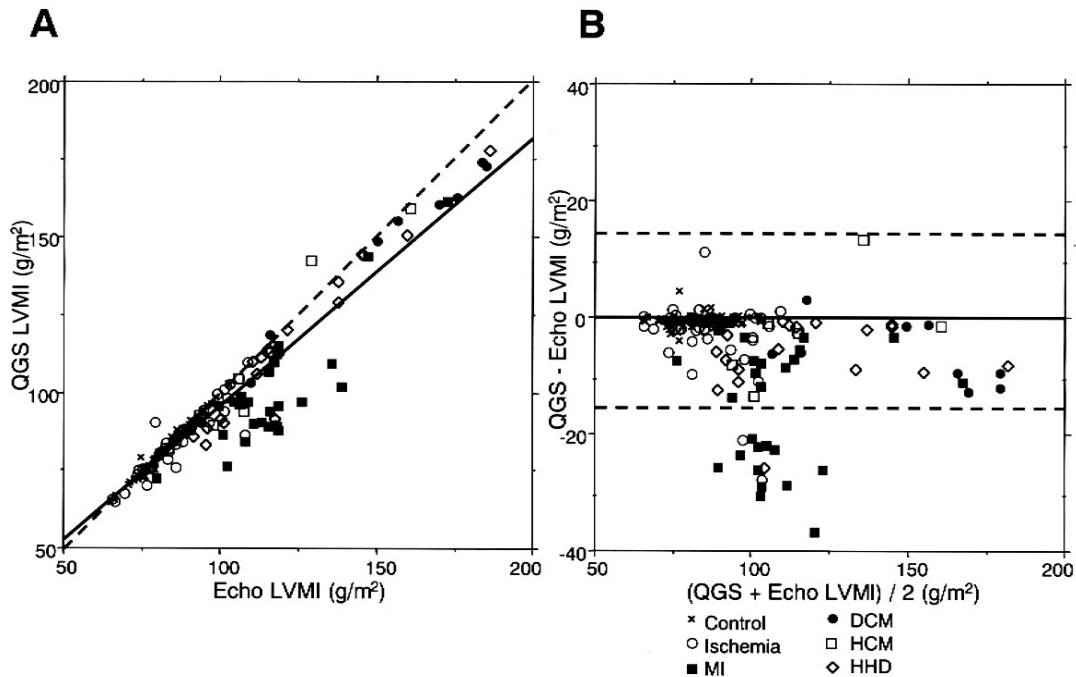 A
B
200
150
100
50
QGS LVMI (g/m²)
50
100
150
200
Echo LVMI (g/m²)
40
20
0
-20
-40
QGS - Echo LVMI (g/m²)
50
100
150
200
(QGS + Echo LVMI) / 2 (g/m²)
× Control
○ Ischemia
■ MI
● DCM
□ HCM
◇ HHD